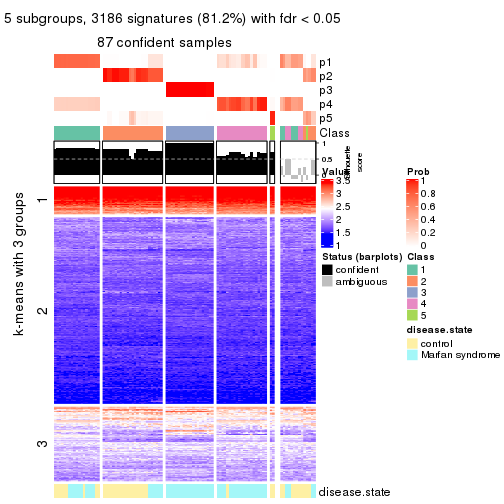 5 subgroups, 3186 signatures (81.2%) with fdr < 0.05
87 confident samples
p1
p2
p3
p4
p5
Class
1
0.5
0
silhouette
score
k-means with 3 groups
1
2
3
disease.state
Value
3.5
3
2.5
2
1.5
1
Prob
1
0.8
0.6
0.4
0.2
0
Status (barplots)
confident
ambiguous
Class
1
2
3
4
5
disease.state
control
Marfan syndrome